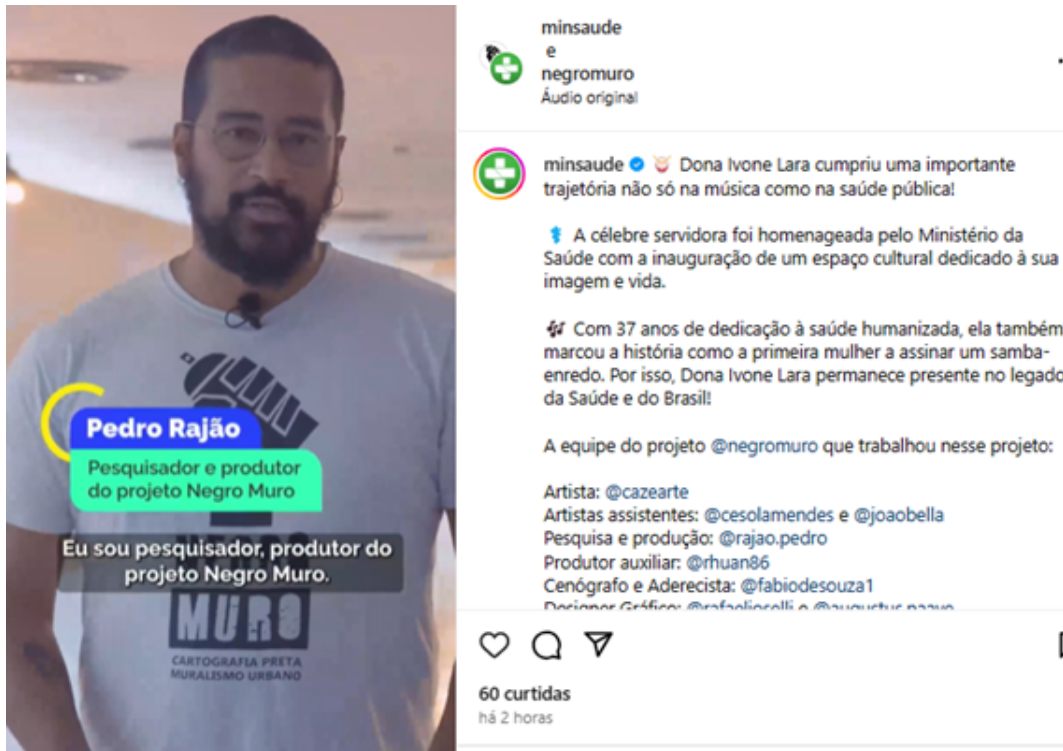 Pedro Rajão
Pesquisador e produtor
do projeto Negro Muro
Eu sou pesquisador, produtor do
projeto Negro Muro.
MURO
CARTOGRAFIA PRETA
MURALISMO URBANO
minsaude
e
negromuro
Áudio original
minsaude Dona Ivone Lara cumpriu uma importante
trajetória não só na música como na saúde pública!
A célebre servidora foi homenageada pelo Ministério da
Saúde com a inauguração de um espaço cultural dedicado à sua
imagem e vida.
Com 37 anos de dedicação à saúde humanizada, ela também
marcou a história como a primeira mulher a assinar um samba-
enredo. Por isso, Dona Ivone Lara permanece presente no legado
da Saúde e do Brasil!
A equipe do projeto @negromuro que trabalhou nesse projeto:
Artista: @cazearte
Artistas assistentes: @cesolamendes e @joaobella
Pesquisa e produção: @rajao.pedro
Produtor auxiliar: @rhuan86
Cenógrafo e Aderecista: @fabiodesouza1
60 curtidas
há 2 horas